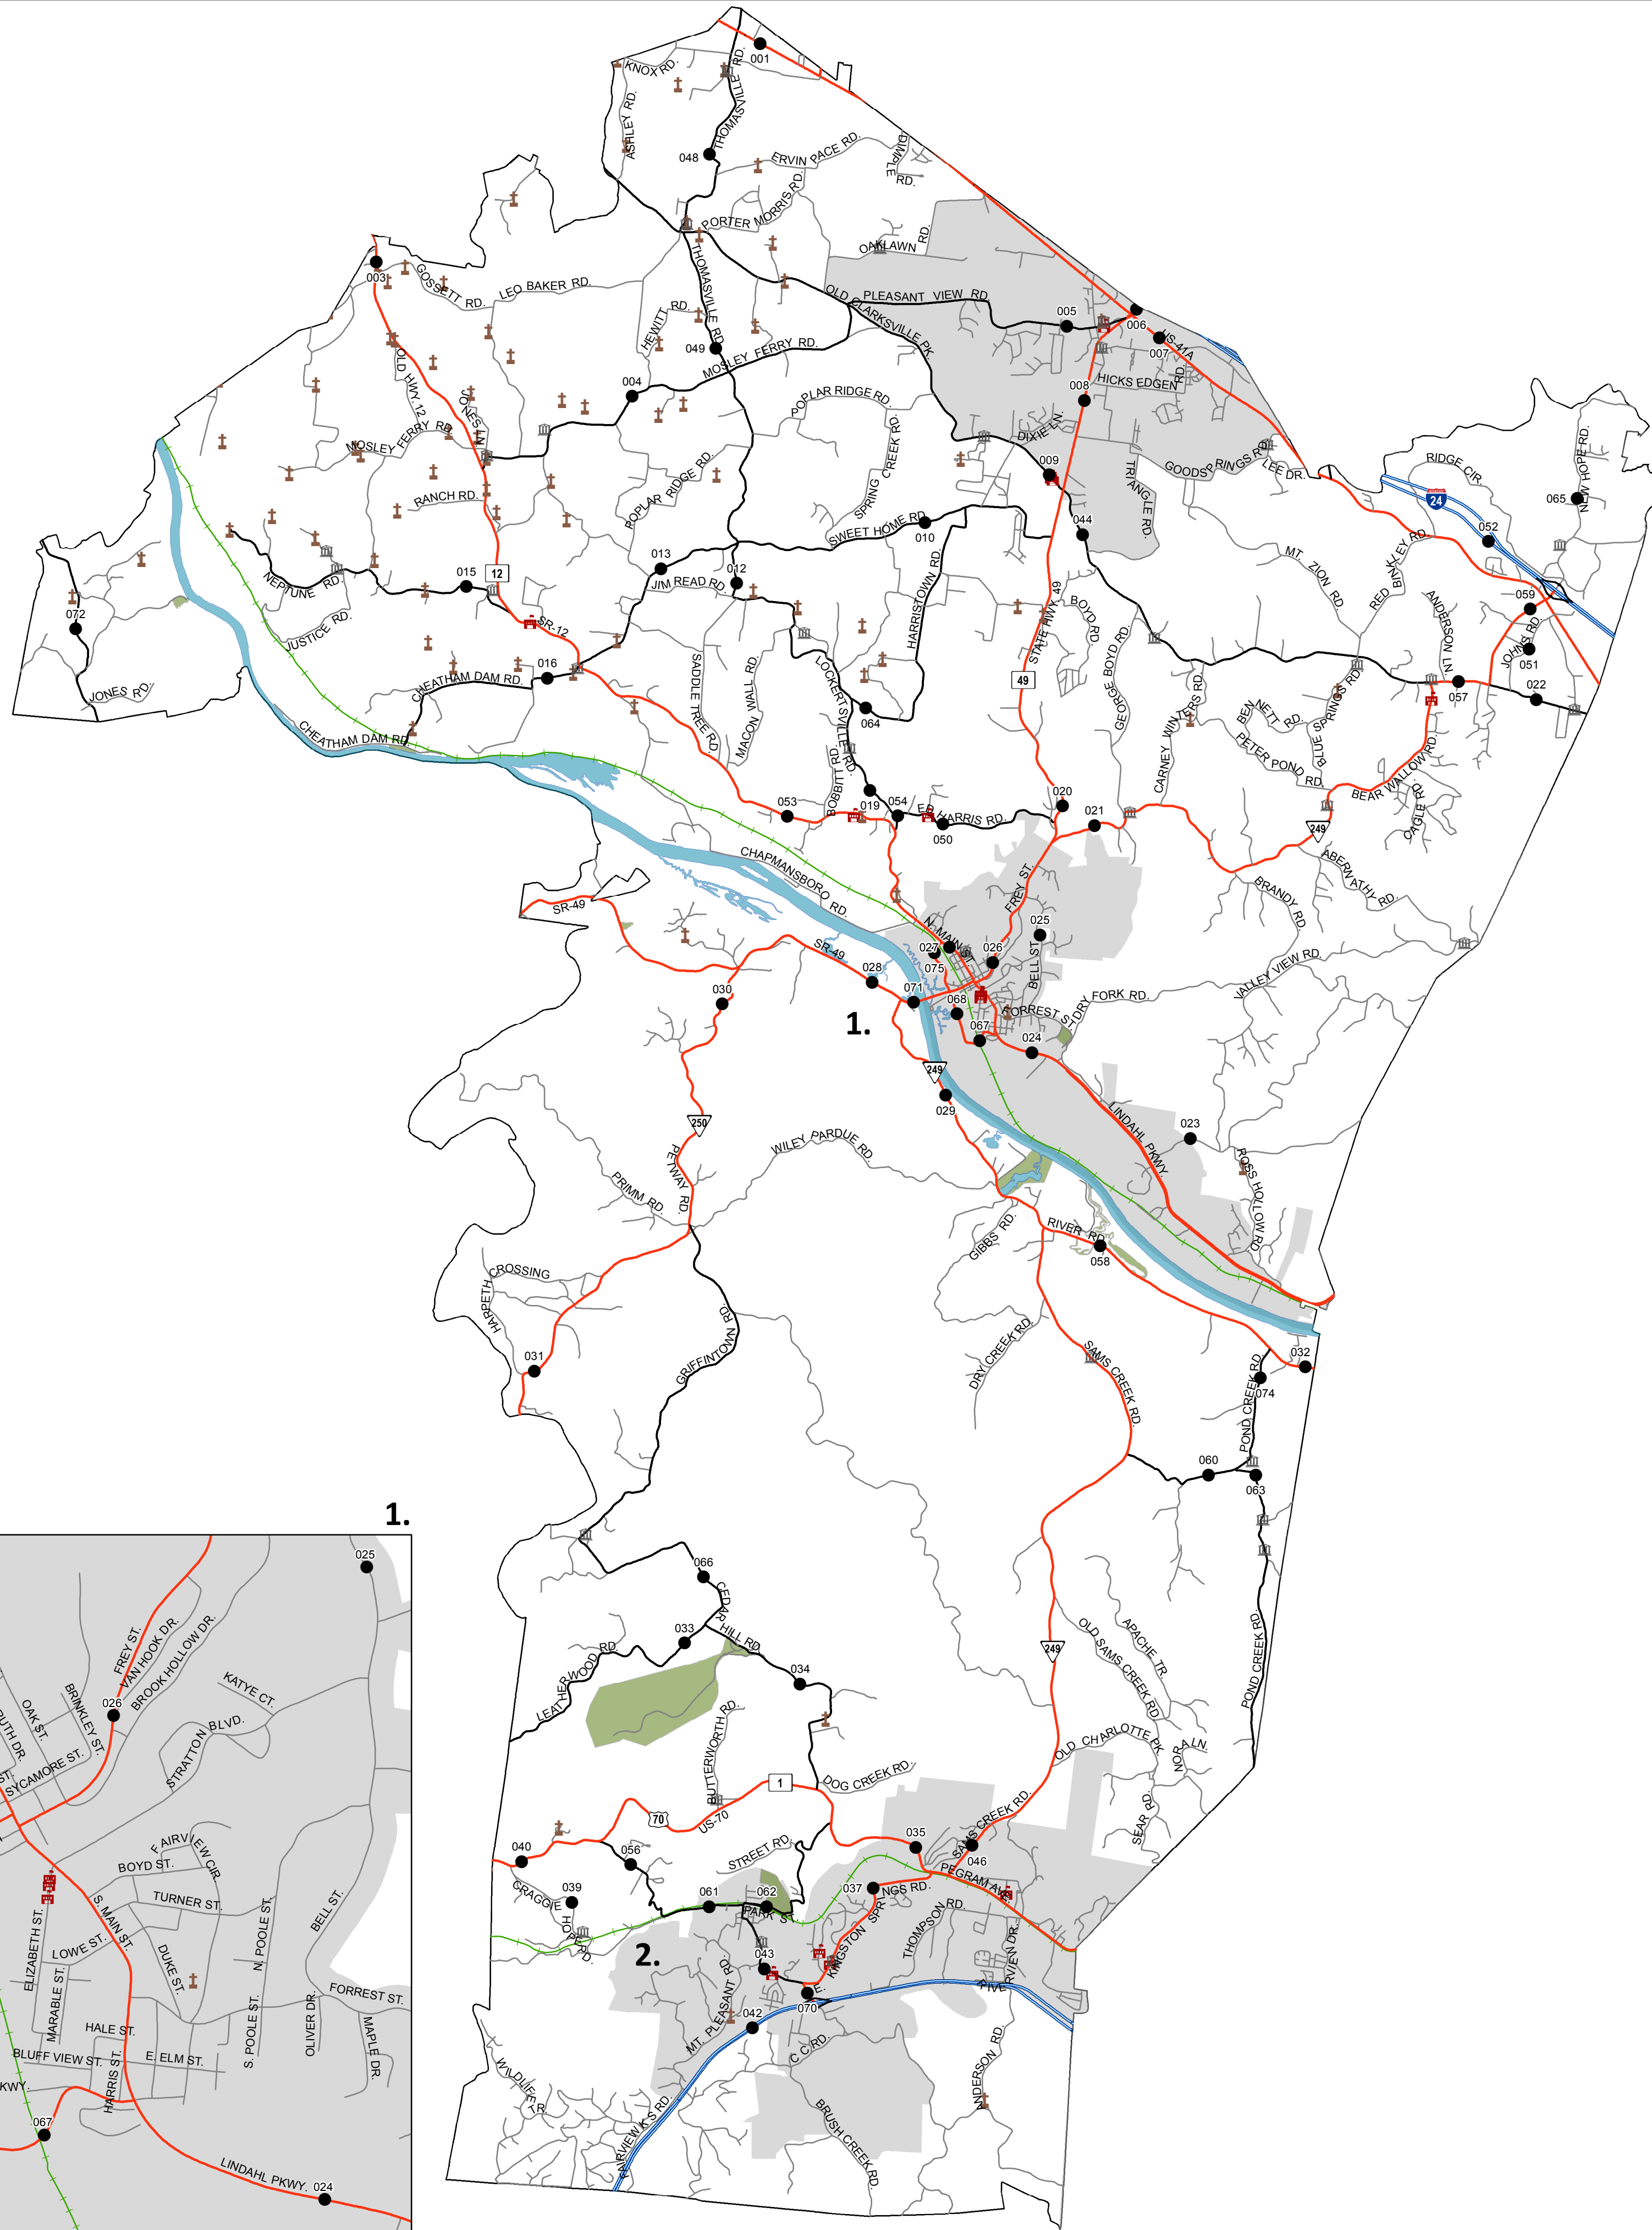 001
KNOX RD.
THOMASVILLE RD.
ASHLEY RD.
048
ERVIN PACE RD.
DIMPLE RD.
PORTER MORRIS RD.
OAKLAWN RD.
003
GOSSETT RD.
LEO BAKER RD.
THOMASVILLE RD.
HEWITT RD.
OLD CLARKSVILLE PK.
PLEASANT VIEW RD.
005
006
007
US-41A
049
MOSLEY FERRY RD.
OLD HWY. 12
004
008
HICKS EDGEN RD.
JONES LN.
POPLAR RIDGE RD.
MOSLEY FERRY RD.
DIXIE LN.
SPRING CREEK RD.
009
GOODSPRINGS RD.
LEE DR.
TRIANGLE RD.
RIDGE CIR.
NEW HOPE RD.
24
065
RANCH RD.
POPLAR RIDGE RD.
SWEET HOME RD.
010
044
052
013
012
JIM READ RD.
HARRISTOWN RD.
MT. ZION RD.
RED BINKLEY RD.
015
12
NEPTUNE RD.
JUSTICE RD.
SR-12
072
059
ANDERSON LN.
JOHNS RD.
051
BOYD RD.
STATE HWY. 49
GEORGE BOYD RD.
016
CHEATHAM DAM RD.
JONES RD.
SADDLE TREE RD.
MACON WALL RD.
LOCKERTSVILLE RD.
49
064
057
022
CARNEY WINTERS RD.
BENNETT RD.
BLUE SPRINGS RD.
PETER POND RD.
BEAR WALLOW RD.
CHEATHAM DAM RD.
BOBBITT RD.
053
019
054
E.P. HARRIS RD.
050
020
021
249
CAGLE RD.
CHAPMANSBORO RD.
ABERNATHY RD.
BRANDY RD.
FREY ST.
SR-49
N. MAIN ST.
025
026
027
075
BELL ST.
SR-49
028
071
VALLEY VIEW RD.
030
068
1.
067
FORREST ST.
DRY FORK RD.
024
249
029
250
LINDAHL PKWY.
023
PETWAY RD.
WILEY PARDUE RD.
PRIMM RD.
ROSS HOLLOW RD.
GIBBS RD.
RIVER RD.
058
HARPETH CROSSING
GRIFFINTOWN RD.
031
DRY CREEK RD.
SAMS CREEK RD.
032
074
POND CREEK RD.
060
063
1.
066
CEDAR HILL RD.
033
LEATHERWOOD RD.
034
249
OLD SAMS CREEK RD.
APACHE TR.
POND CREEK RD.
BUTTERWORTH RD.
OLD CHARLOTTE PK.
NORA LN.
1
DOG CREEK RD.
70
US-70
SEAR RD.
040
056
STREET RD.
035
SAMS CREEK RD.
046
CRAGGIE HOPE RD.
039
061
062
PARK ST.
037
PEGRAM AVE.
E. KINGSTON SPRINGS RD.
THOMPSON RD.
2.
043
RIVERVIEW DR.
MT. PLEASANT RD.
070
042
C C RD.
ANDERSON RD.
WILDLIFE TR.
FAIRVIEW K S RD.
BRUSH CREEK RD.
025
FREY ST.
VAN HOOK DR.
BROOK HOLLOW DR.
026
KATYE CT.
OAK ST.
BRINKLEY ST.
UTH DR.
SYCAMORE ST.
ST.
STRATTON BLVD.
FAIRVIEW CIR.
BOYD ST.
TURNER ST.
S. MAIN ST.
ELIZABETH ST.
LOWE ST.
MARABLE ST.
DUKE ST.
N. POOLE ST.
BELL ST.
FORREST ST.
S. POOLE ST.
OLIVER DR.
MAPLE DR.
HALE ST.
BLUFF VIEW ST.
E. ELM ST.
HARRIS ST.
KWY.
067
LINDAHL PKWY.
024